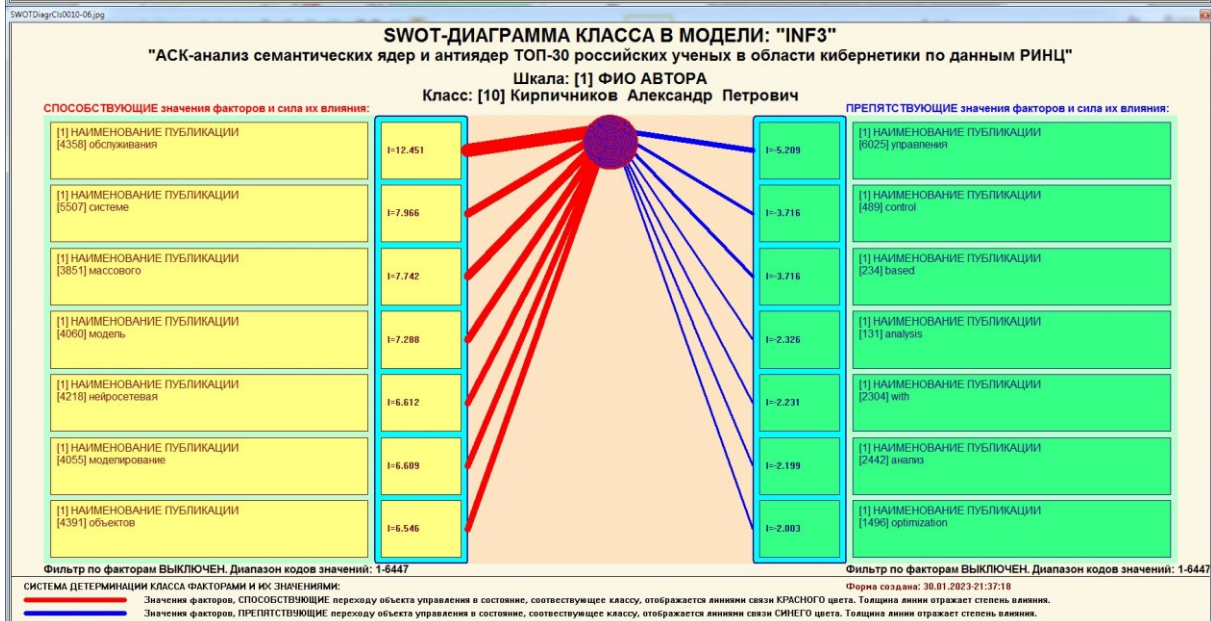 SWOTDiagrCls0010-06.jpg
SWOT-ДИАГРАММА КЛАССА В МОДЕЛИ: "INF3"
"АСК-анализ семантических ядер и антиядер ТОП-30 российских ученых в области кибернетики по данным РИНЦ"
Шкала: [1] ФИО АВТОРА
Класс: [10] Кирпичников Александр Петрович
СПОСОБСТВУЮЩИЕ значения факторов и сила их влияния:
[1] НАИМЕНОВАНИЕ ПУБЛИКАЦИИ
[4358] обслуживания
I=12.451
[1] НАИМЕНОВАНИЕ ПУБЛИКАЦИИ
[5507] системе
I=7.966
[1] НАИМЕНОВАНИЕ ПУБЛИКАЦИИ
[3851] массового
I=7.742
[1] НАИМЕНОВАНИЕ ПУБЛИКАЦИИ
[4060] модель
I=7.288
[1] НАИМЕНОВАНИЕ ПУБЛИКАЦИИ
[4218] нейросетевая
I=6.612
[1] НАИМЕНОВАНИЕ ПУБЛИКАЦИИ
[4055] моделирование
I=6.609
[1] НАИМЕНОВАНИЕ ПУБЛИКАЦИИ
[4391] объектов
I=6.546
Фильтр по факторам ВЫКЛЮЧЕН. Диапазон кодов значений: 1-6447
ПРЕПЯТСТВУЮЩИЕ значения факторов и сила их влияния:
I=-5.209
[1] НАИМЕНОВАНИЕ ПУБЛИКАЦИИ
[6025] управления
I=-3.716
[1] НАИМЕНОВАНИЕ ПУБЛИКАЦИИ
[489] control
I=-3.716
[1] НАИМЕНОВАНИЕ ПУБЛИКАЦИИ
[234] based
I=-2.326
[1] НАИМЕНОВАНИЕ ПУБЛИКАЦИИ
[131] analysis
I=-2.231
[1] НАИМЕНОВАНИЕ ПУБЛИКАЦИИ
[2304] with
I=-2.199
[1] НАИМЕНОВАНИЕ ПУБЛИКАЦИИ
[2442] анализ
I=-2.003
[1] НАИМЕНОВАНИЕ ПУБЛИКАЦИИ
[1496] optimization
Фильтр по факторам ВЫКЛЮЧЕН. Диапазон кодов значений: 1-6447
СИСТЕМА ДЕТЕРМИНАЦИИ КЛАССА ФАКТОРАМИ И ИХ ЗНАЧЕНИЯМИ:
Форма создана: 30.01.2023-21:37:18
Значения факторов, СПОСОБСТВУЮЩИЕ переходу объекта управления в состояние, соотвествующее классу, отображается линиями связи КРАСНОГО цвета. Толщина линии отражает степень влияния.
Значения факторов, ПРЕПЯТСТВУЮЩИЕ переходу объекта управления в состояние, соотвествующее классу, отображается линиями связи СИНЕГО цвета. Толщина линии отражает степень влияния.